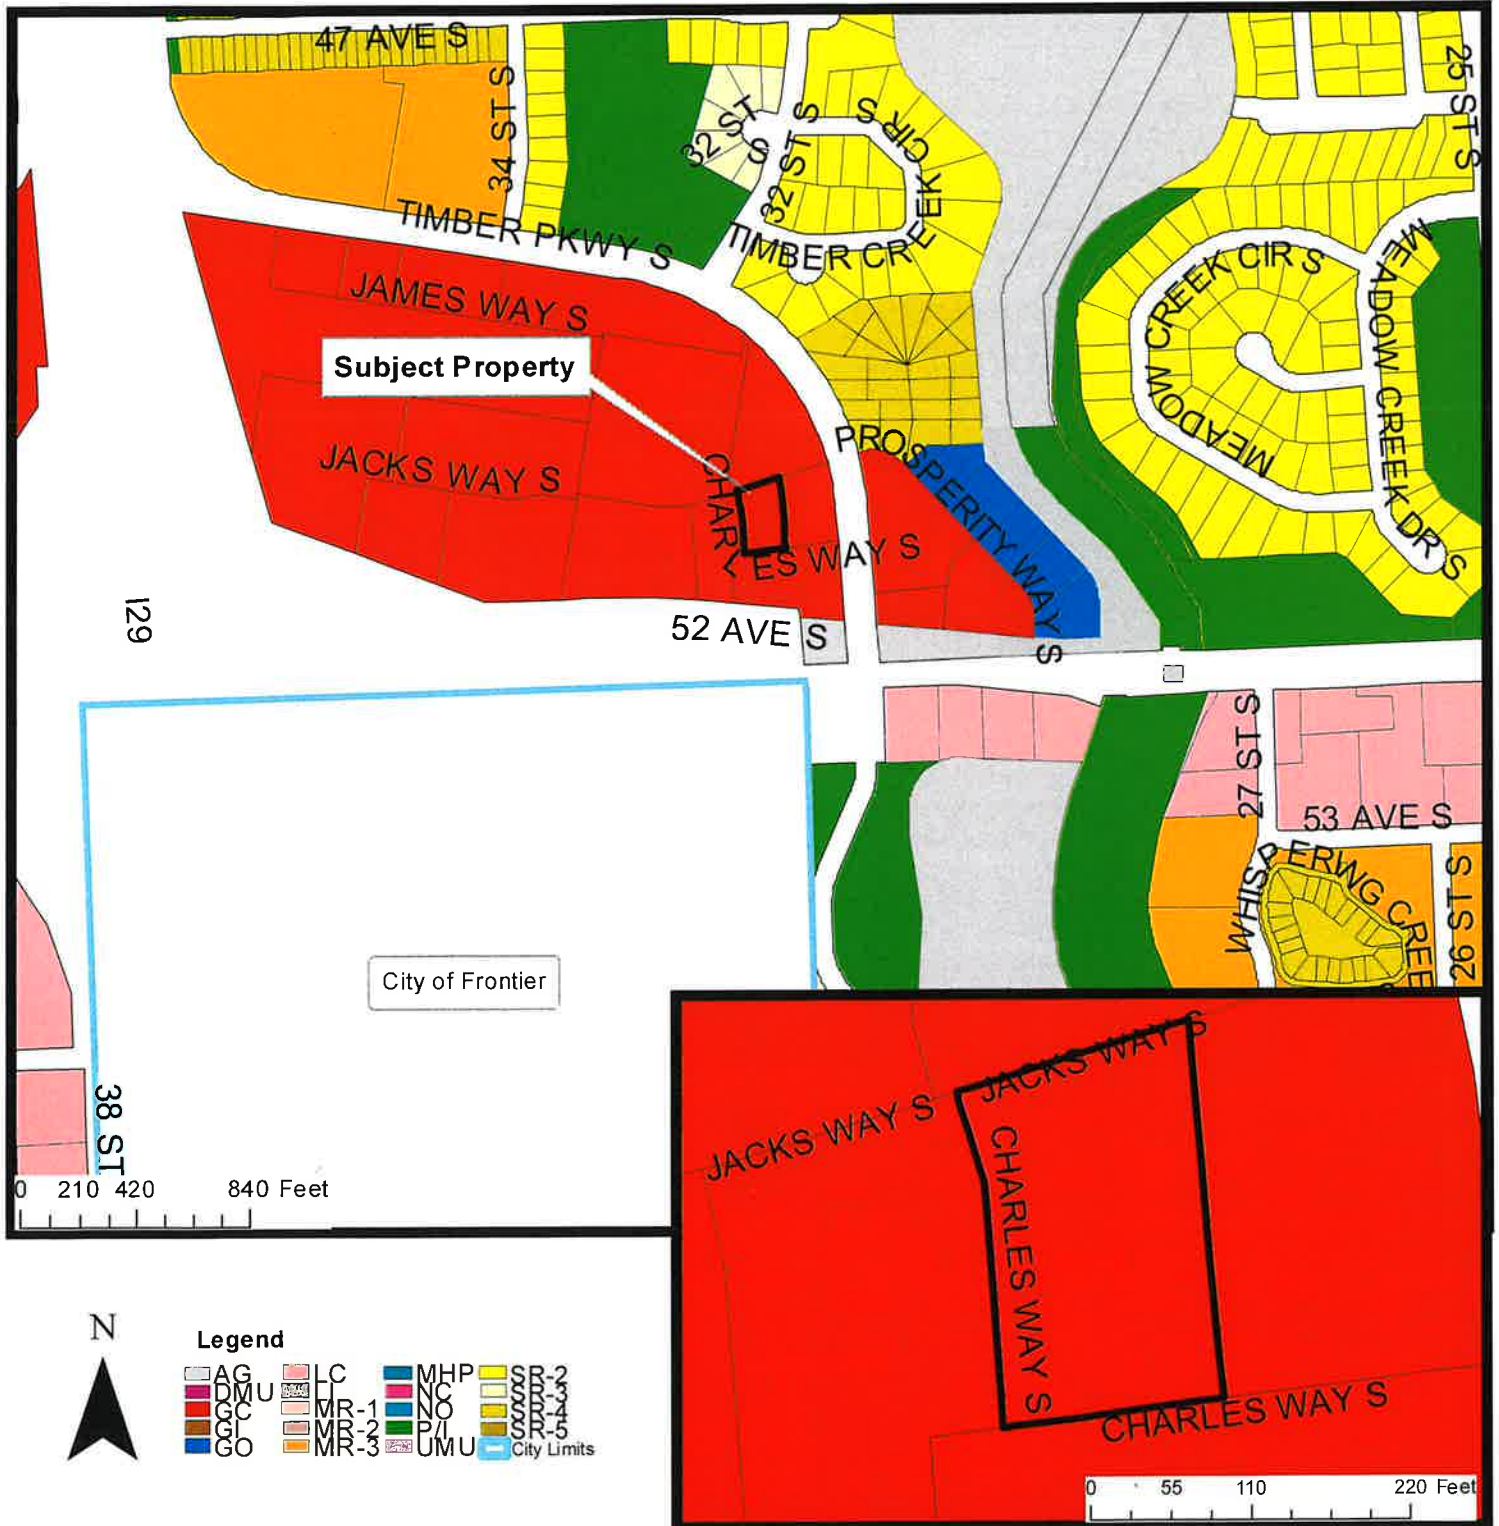 47 AVE S
34 ST S
32 ST S
32 ST S
TIMBER CREEK CIR S
25 ST S
TIMBER PKWY S
MEADOW CREEK CIR S
MEADOW CREEK DR S
JAMES WAY S
Subject Property
JACKS WAY S
CHARLES WAY S
PROSPERITY WAY S
I29
52 AVE S
27 ST S
53 AVE S
26 ST S
City of Frontier
38 ST
0 210 420 840 Feet
JACKS WAY S
JACKS WAY S
CHARLES WAY S
CHARLES WAY S
0 55 110 220 Feet
N
Legend
AG LC MHP SR-2
DMU LI NC SR-3
GC MR-1 NO SR-4
GI MR-2 P/I SR-5
GO MR-3 UMU City Limits